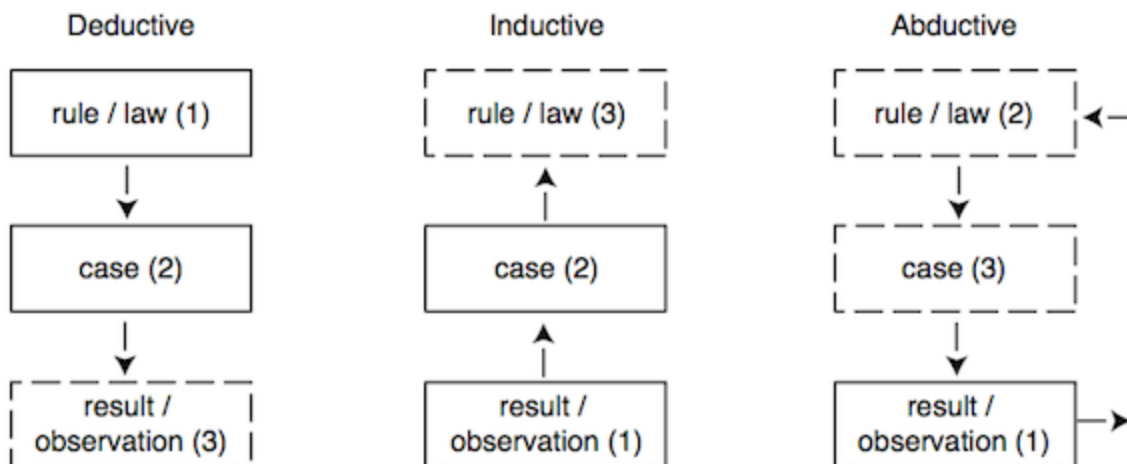 Deductive
Inductive
Abductive
rule / law (1)
rule / law (3)
rule / law (2)
case (2)
case (2)
case (3)
result /
observation (3)
result /
observation (1)
result /
observation (1)